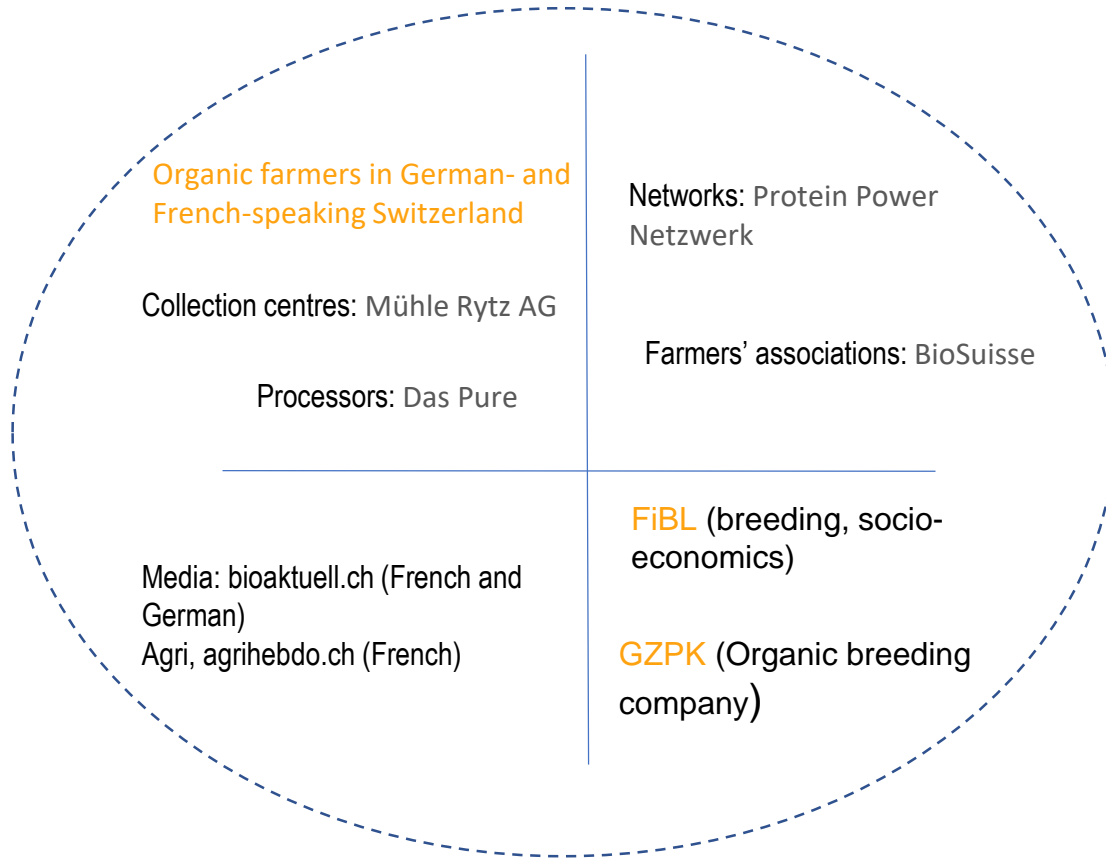 Organic farmers in German- and
French-speaking Switzerland
Collection centres: Mühle Rytz AG
Processors: Das Pure
Networks: Protein Power
Netzwerk
Farmers’ associations: BioSuisse
Media: bioaktuell.ch (French and
German)
Agri, agrihebdo.ch (French)
FiBL (breeding, socio-
economics)
GZPK (Organic breeding
company)